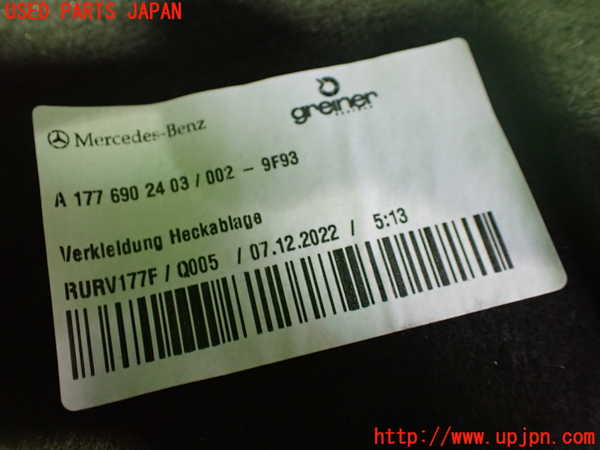 USED PARTS JAPAN
Mercedes-Benz
greiner
A 177 690 24 03 / 002 - 9F93
Verkleidung Heckablage
RURV177F / Q005 / 07.12.2022 / 5:13
http://www.upjpn.com/